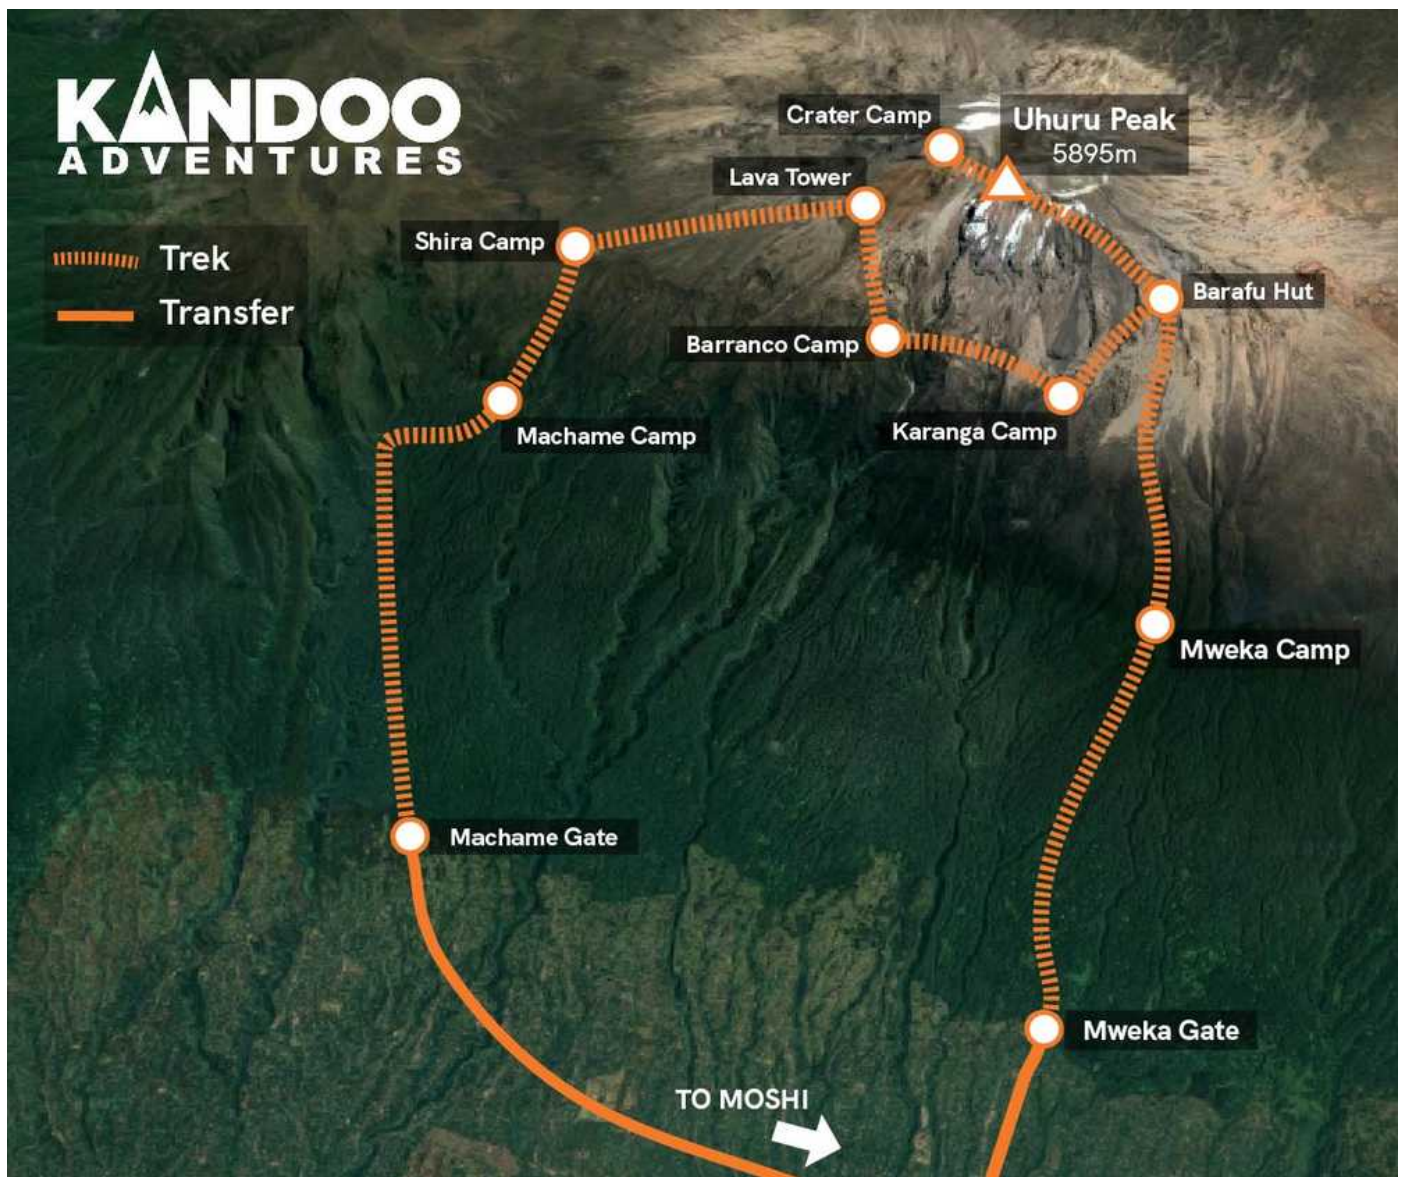 KANDOO
ADVENTURES
Trek
Transfer
Crater Camp
Uhuru Peak
5895m
Lava Tower
Shira Camp
Barafu Hut
Barranco Camp
Karanga Camp
Machame Camp
Mweka Camp
Machame Gate
Mweka Gate
TO MOSHI